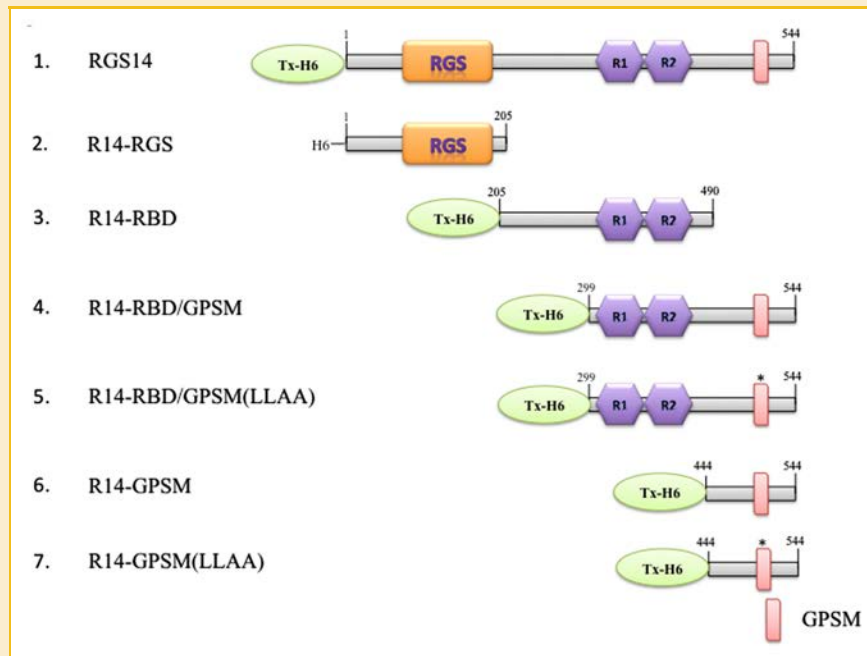 1
544
1. RGS14 Tx-H6 RGS R1 R2
1
205
2. R14-RGS H6 RGS
205
490
3. R14-RBD Tx-H6 R1 R2
299
544
4. R14-RBD/GPSM Tx-H6 R1 R2
299
*
544
5. R14-RBD/GPSM(LLAA) Tx-H6 R1 R2
444
544
6. R14-GPSM Tx-H6
444
*
544
7. R14-GPSM(LLAA) Tx-H6
GPSM